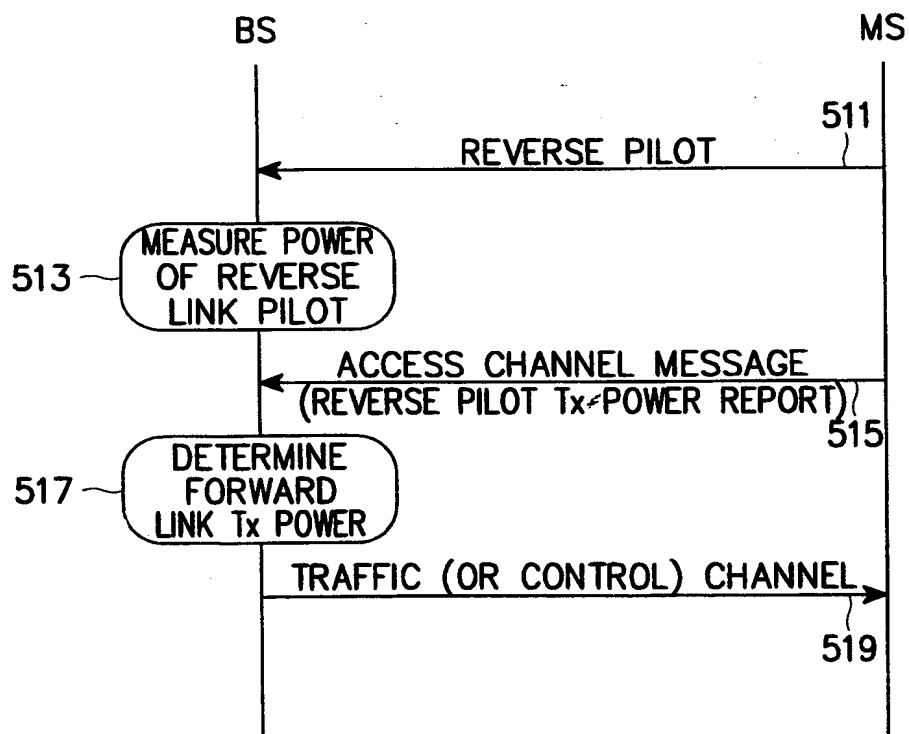 BS
MS
511
REVERSE PILOT
513
MEASURE POWER
OF REVERSE
LINK PILOT
ACCESS CHANNEL MESSAGE
(REVERSE PILOT Tx POWER REPORT)
515
517
DETERMINE
FORWARD
LINK Tx POWER
TRAFFIC (OR CONTROL) CHANNEL
519